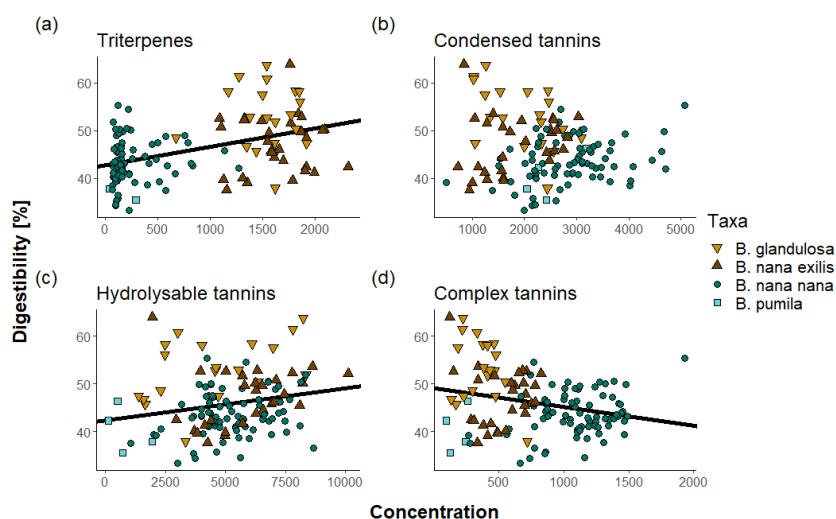 (a)
Triterpenes
60
50
40
0 500 1000 1500 2000
(b)
Condensed tannins
60
50
40
1000 2000 3000 4000 5000
(c)
Hydrolysable tannins
60
50
40
0 2500 5000 7500 10000
(d)
Complex tannins
60
50
40
500 1000 1500 2000
Digestibility [%]
Concentration
Taxa
B. glandulosa
B. nana exilis
B. nana nana
B. pumila